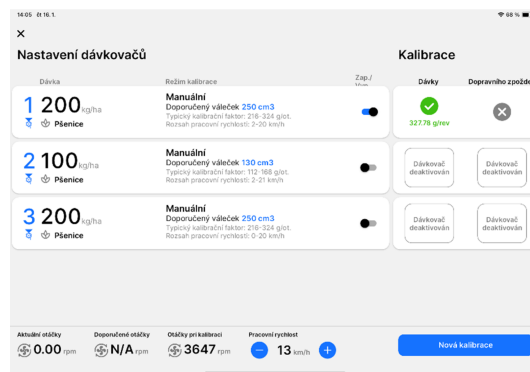 14:05 čt 16. 1.
68 %
Nastavení dávkovačů
Kalibrace
Dávka
Režim kalibrace
Zap./
Vyp.
Dávky
Dopravního zpožde
1 200 kg/ha
Pšenice
Manuální
Doporučený váleček 250 cm3
Typický kalibrační faktor: 216-324 g/ot.
Rozsah pracovní rychlosti: 2-20 km/h
327.78 g/rev
2 100 kg/ha
Pšenice
Manuální
Doporučený váleček 130 cm3
Typický kalibrační faktor: 112-168 g/ot.
Rozsah pracovní rychlosti: 2-21 km/h
Dávkovač
deaktivován
Dávkovač
deaktivován
3 200 kg/ha
Pšenice
Manuální
Doporučený váleček 250 cm3
Typický kalibrační faktor: 216-324 g/ot.
Rozsah pracovní rychlosti: 0-20 km/h
Dávkovač
deaktivován
Dávkovač
deaktivován
Aktuální otáčky
Doporučené otáčky
Otáčky při kalibraci
Pracovní rychlost
0.00 rpm
N/A rpm
3647 rpm
13 km/h
Nová kalibrace